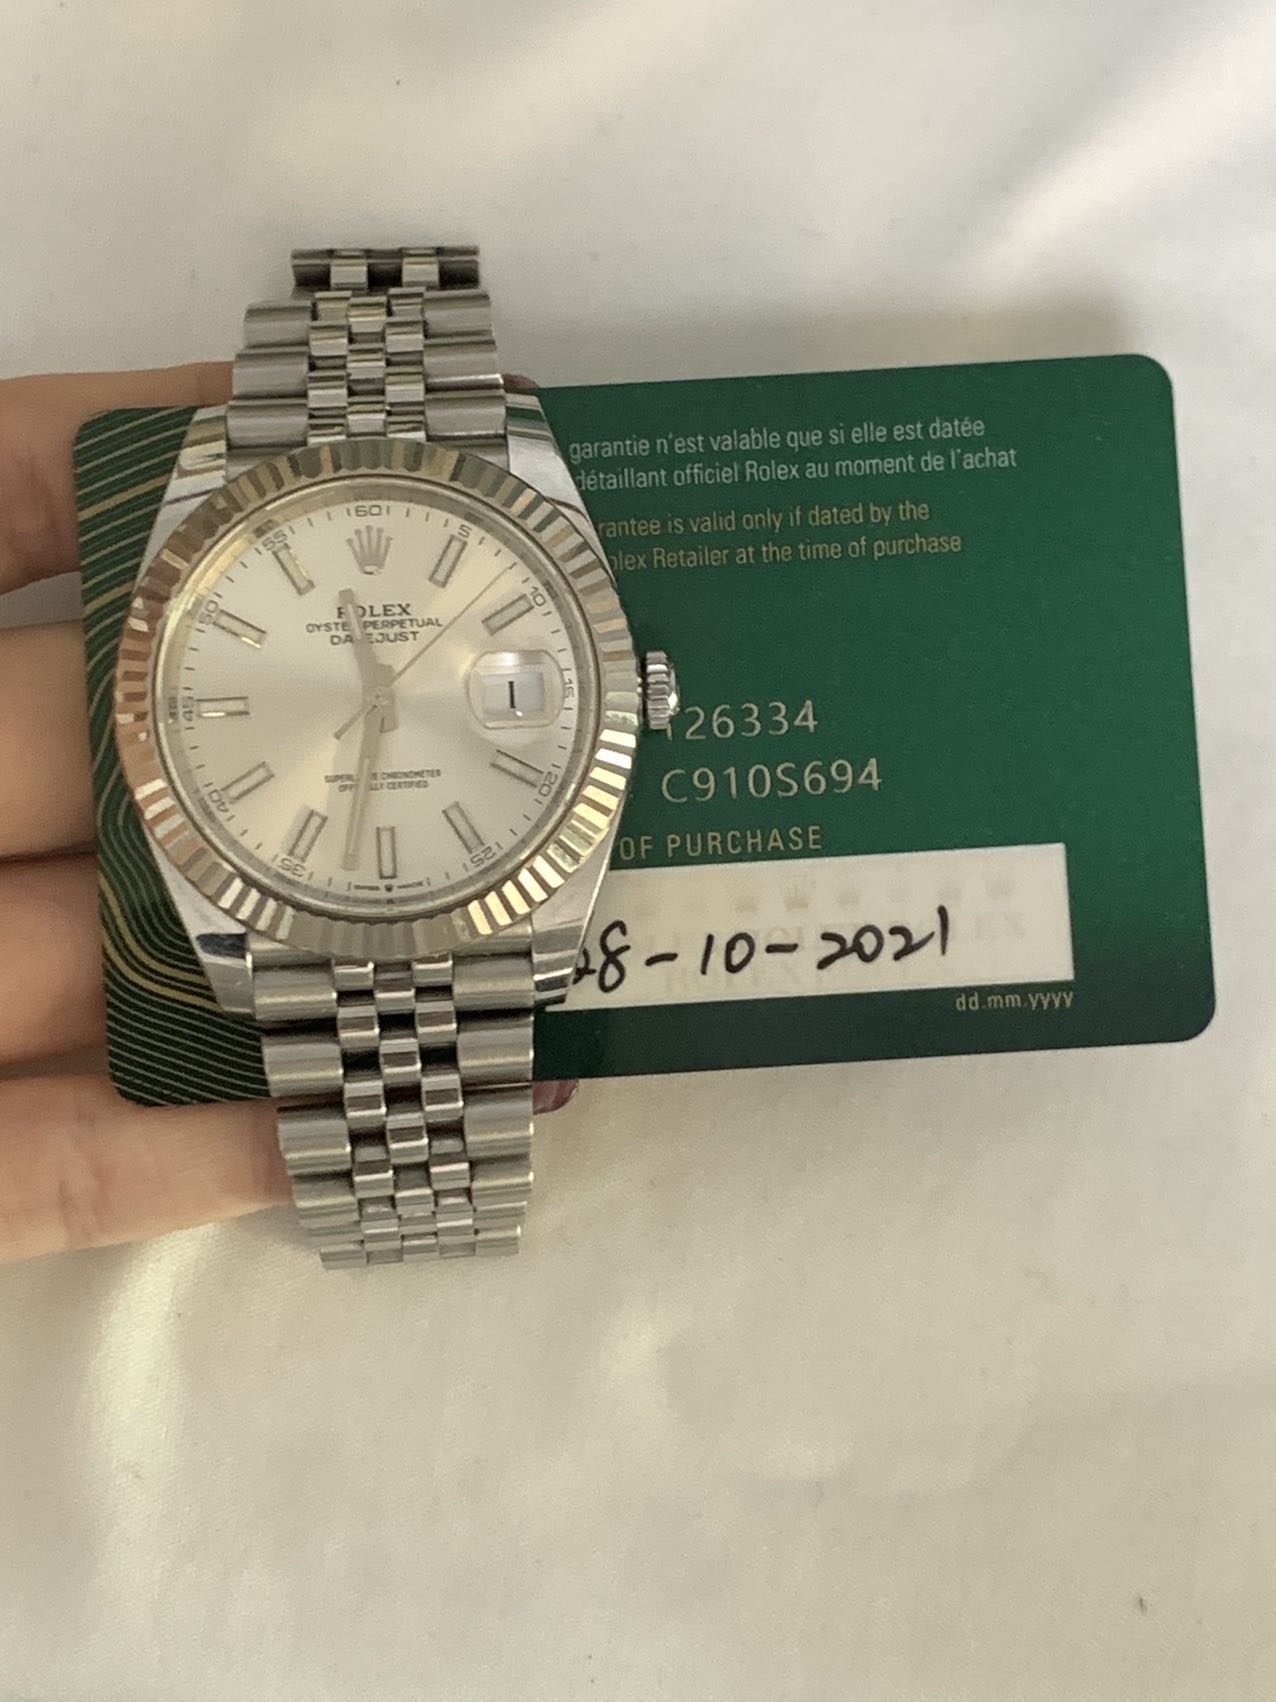 garantie n'est valable que si elle est datée
détaillant officiel Rolex au moment de l'achat
rantee is valid only if dated by the
olex Retailer at the time of purchase
126334
C910S694
OF PURCHASE
28-10-2021
dd.mm.yyyy
60
5
10
15
20
25
35
40
45
50
55
ROLEX
OYSTER PERPETUAL
DATEJUST
1
SUPERLATIVE CHRONOMETER
OFFICIALLY CERTIFIED
SWISS MADE